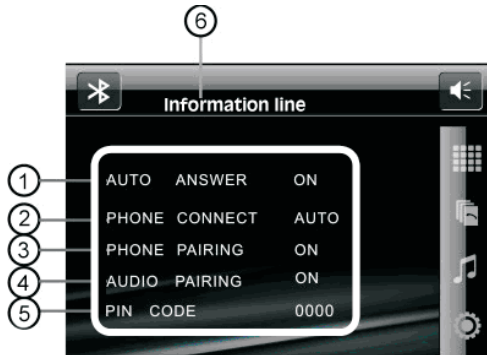 6
Information line
1 AUTO ANSWER ON
2 PHONE CONNECT AUTO
3 PHONE PAIRING ON
4 AUDIO PAIRING ON
5 PIN CODE 0000